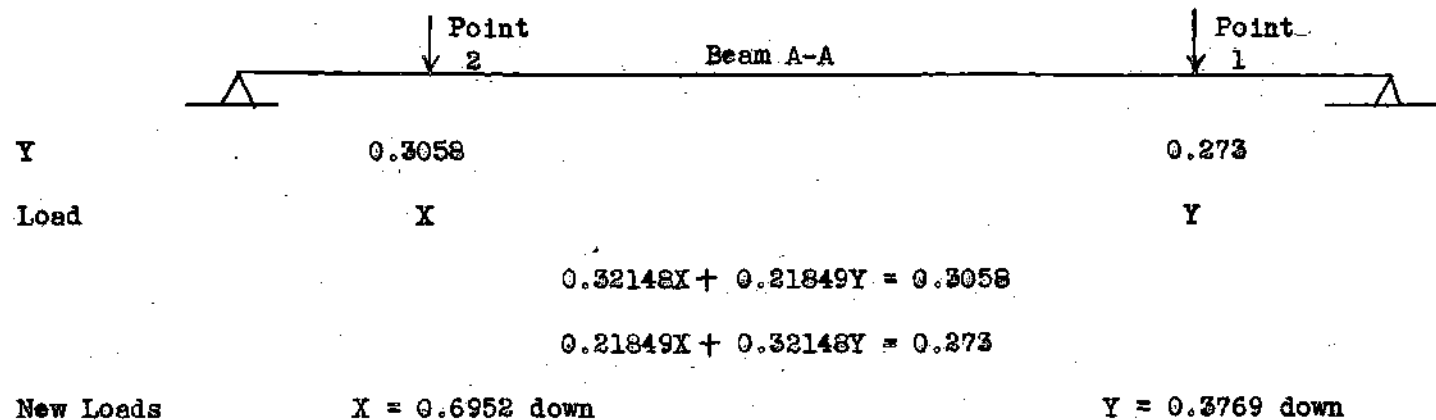 Point Point
2 Beam A-A 1
Y 0.3058 0.273
Load X Y
0.32148X + 0.21849Y = 0.3058
0.21849X + 0.32148Y = 0.273
New Loads X = 0.6952 down Y = 0.3769 down